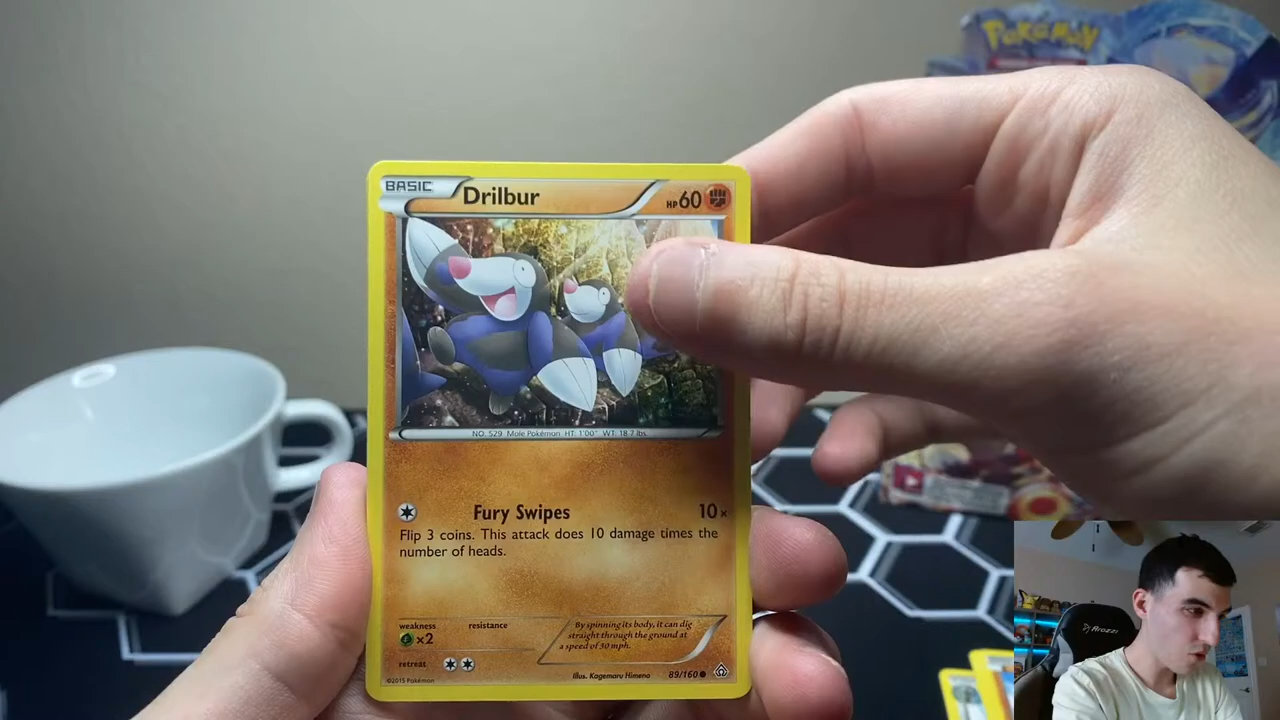 POKéMON
BASIC
Drilbur
HP60
NO. 529 Mole Pokémon HT: 1'00" WT: 18.7 lbs.
Fury Swipes 10×
Flip 3 coins. This attack does 10 damage times the
number of heads.
weakness resistance
×2
By spinning its body, it can dig
straight through the ground at
a speed of 30 mph.
retreat
©2015 Pokémon
Illus. Kagemaru Himeno 89/160
Arozzi